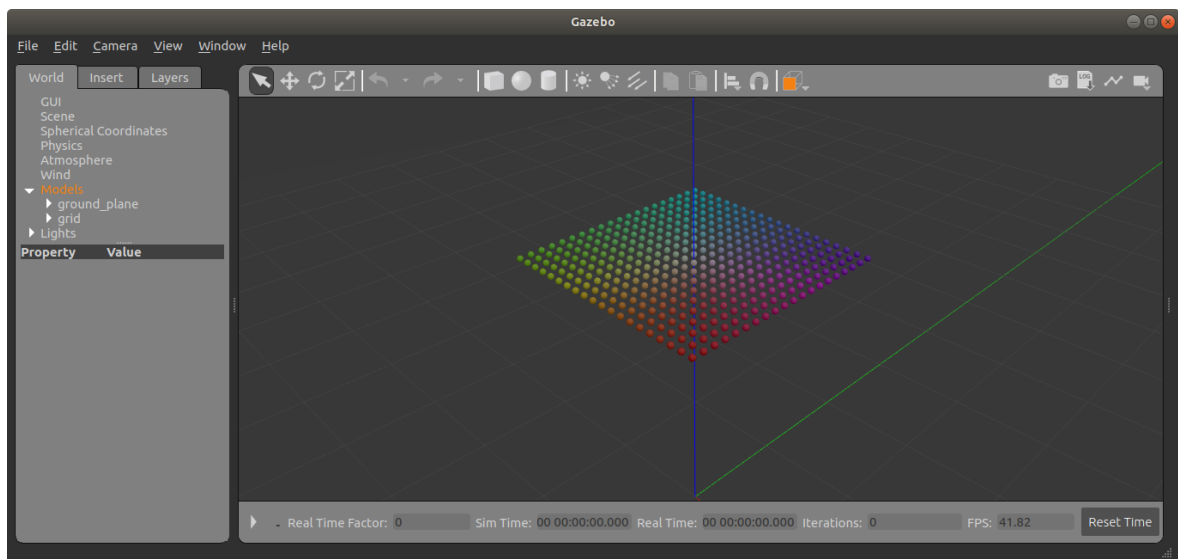 Gazebo
File Edit Camera View Window Help
World Insert Layers
GUI
Scene
Spherical Coordinates
Physics
Atmosphere
Wind
Models
ground_plane
grid
Lights
Property Value
LOG
- Real Time Factor: 0 Sim Time: 00 00:00:00.000 Real Time: 00 00:00:00.000 Iterations: 0 FPS: 41.82 Reset Time